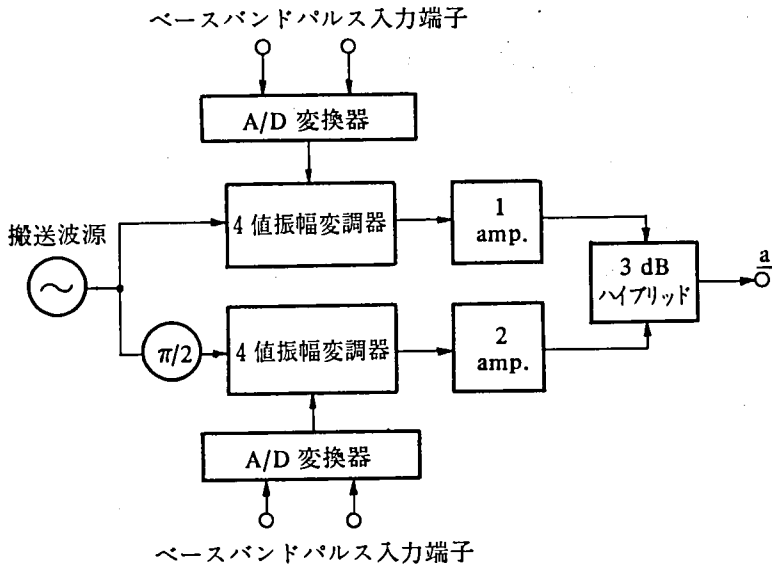 ベースバンドパルス入力端子
A/D 変換器
4 値振幅変調器
1
amp.
搬送波源
3 dB
ハイブリッド
a
π/2
4 値振幅変調器
2
amp.
A/D 変換器
ベースバンドパルス入力端子